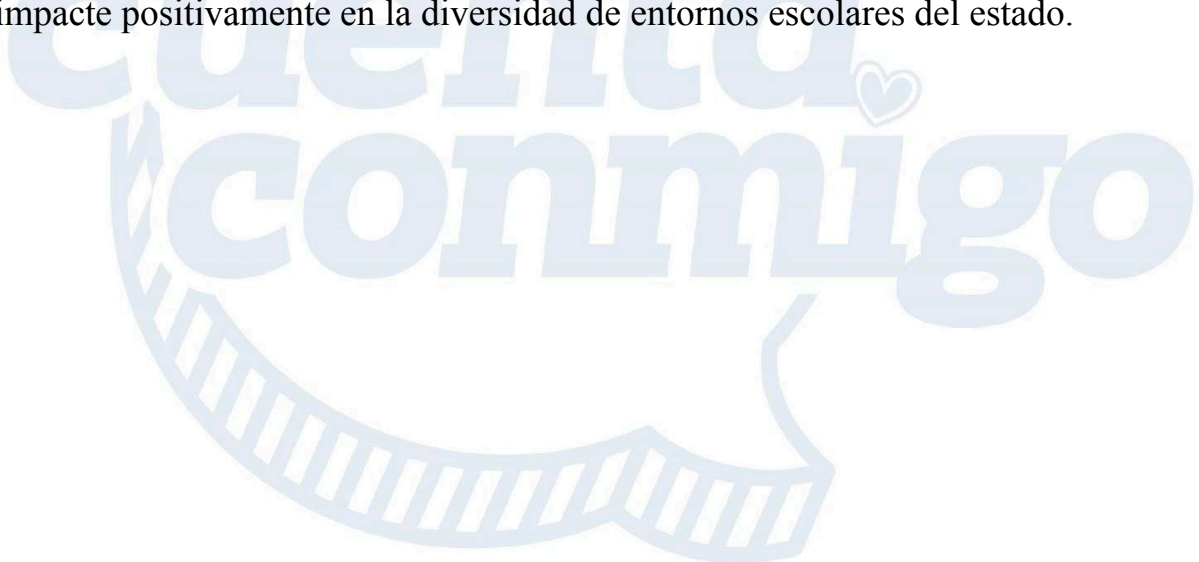 impacte positivamente en la diversidad de entornos escolares del estado.
cuenta
conmigo